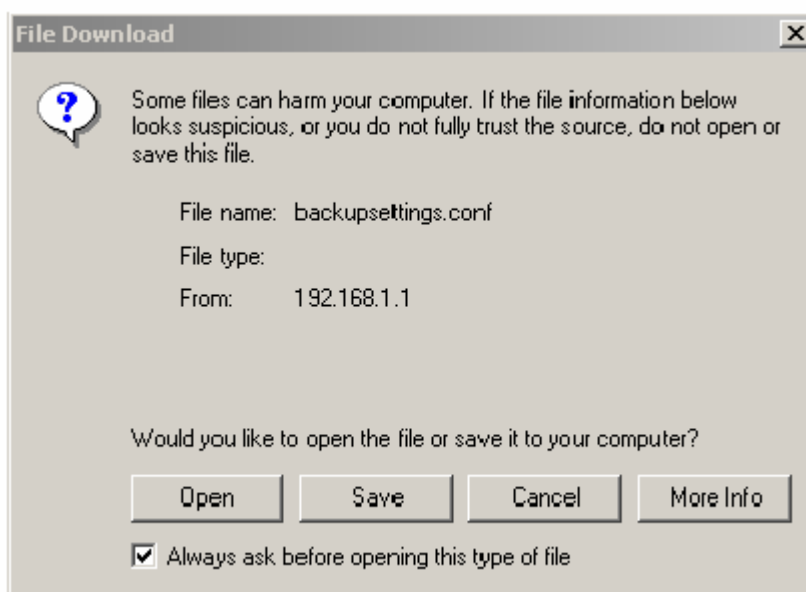 File Download
Some files can harm your computer. If the file information below
looks suspicious, or you do not fully trust the source, do not open or
save this file.
File name: backupsettings.conf
File type:
From: 192.168.1.1
Would you like to open the file or save it to your computer?
Open Save Cancel More Info
Always ask before opening this type of file